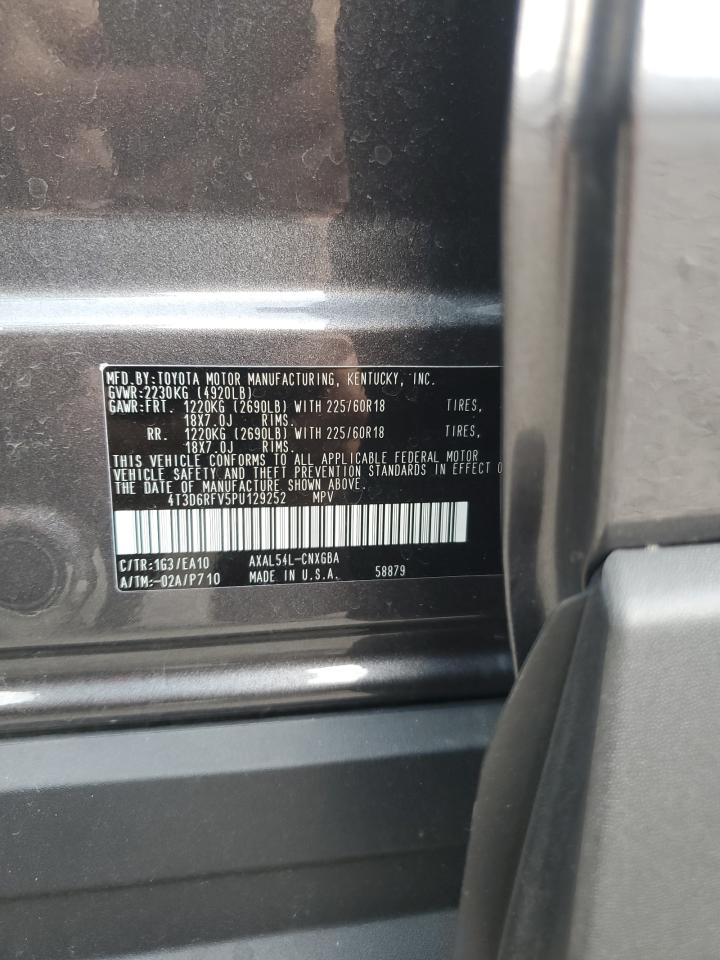 MFD.BY:TOYOTA MOTOR MANUFACTURING, KENTUCKY, INC.
GVWR:2230KG (4920LB)
GAWR:FRT. 1220KG (2690LB) WITH 225/60R18 TIRES,
18X7.0J RIMS.
RR. 1220KG (2690LB) WITH 225/60R18 TIRES,
18X7.0J RIMS.
THIS VEHICLE CONFORMS TO ALL APPLICABLE FEDERAL MOTOR
VEHICLE SAFETY AND THEFT PREVENTION STANDARDS IN EFFECT O
THE DATE OF MANUFACTURE SHOWN ABOVE.
4T3D6RFV5PU129252 MPV
C/TR:1G3/EA10 AXAL54L-CNXGBA
A/TM:-02A/P710 MADE IN U.S.A. 58879